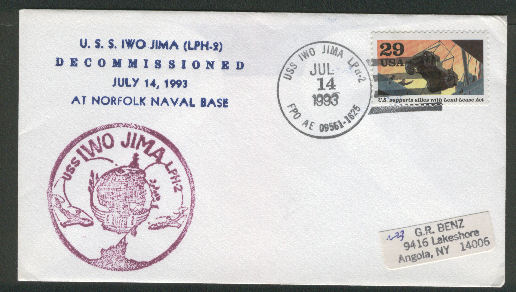 U. S. S. IWO JIMA (LPH-2)
DECOMMISSIONED
JULY 14, 1993
AT NORFOLK NAVAL BASE
USS IWO JIMA LPH-2
JUL
14
1993
FPO AE 09561-1625
29
USA
U.S. supports allies with Lend-Lease Act
USS IWO JIMA LPH-2
G.R. BENZ
9416 Lakeshore
Angola, NY 14006